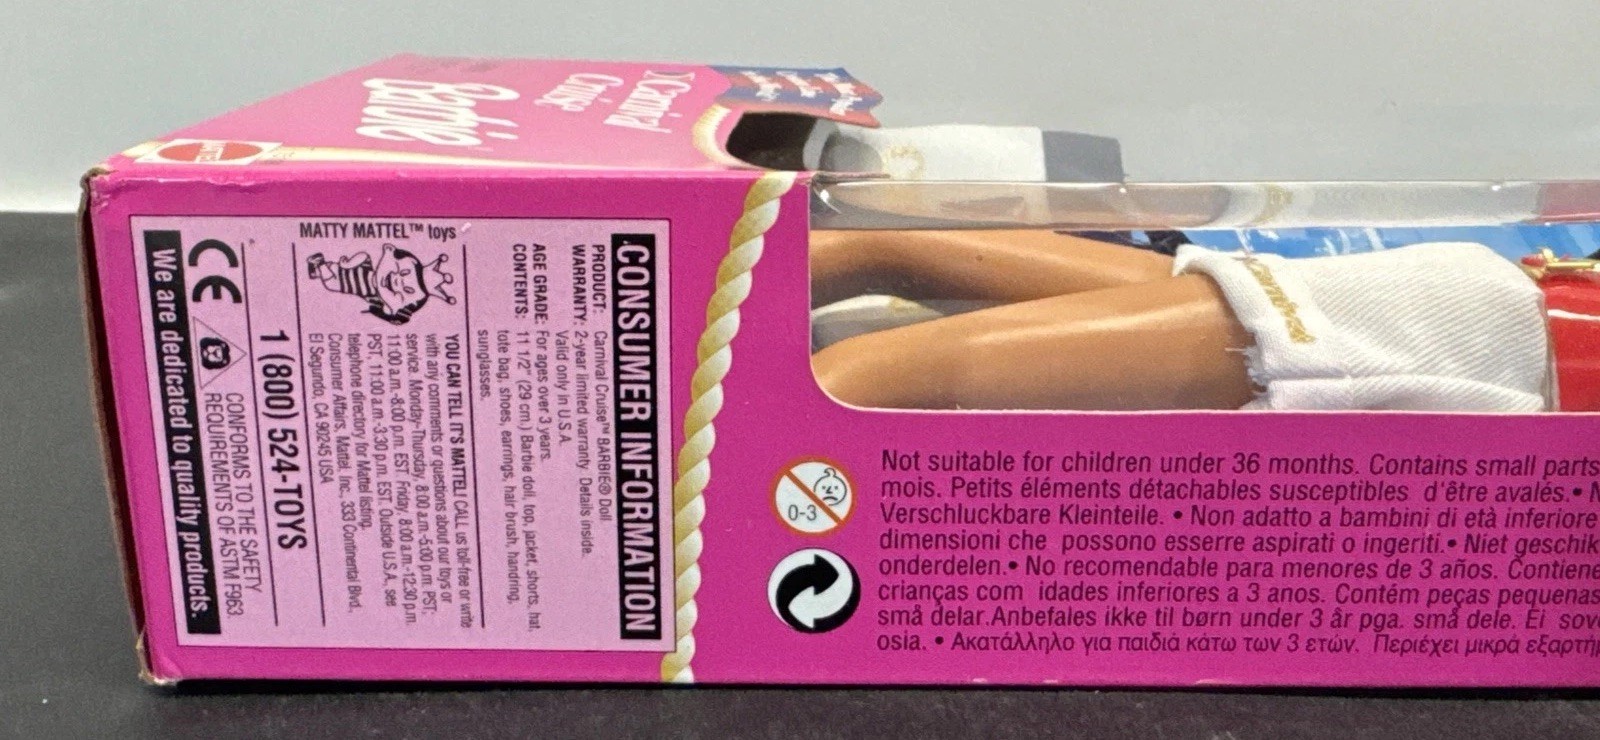 Barbie
Carnival
Cruise
MATTEL
CONSUMER INFORMATION
PRODUCT: Carnival Cruise™ BARBIE® Doll
WARRANTY: 2-year limited warranty. Details inside.
Valid only in U.S.A.
AGE GRADE: For ages over 3 years.
CONTENTS: 11 1/2" (29 cm.) Barbie doll, top, jacket, shorts, hat,
tote bag, shoes, earrings, hair brush, handring,
sunglasses.
MATTY MATTEL™ toys
YOU CAN TELL IT'S MATTEL! CALL us toll-free or write
with any comments or questions about our toys or
service. Monday-Thursday, 8:00 a.m.-5:00 p.m. PST;
11:00 a.m.-8:00 p.m. EST. Friday, 8:00 a.m.-12:30 p.m.
PST, 11:00 a.m.-3:30 p.m. EST. Outside U.S.A., see
telephone directory for Mattel listing.
Consumer Affairs, Mattel, Inc., 333 Continental Blvd.,
El Segundo, CA 90245 USA
1 (800) 524-TOYS
CE
CONFORMS TO THE SAFETY
REQUIREMENTS OF ASTM F963.
We are dedicated to quality products.
Carnival
0-3
Not suitable for children under 36 months. Contains small parts
mois. Petits éléments détachables susceptibles d'être avalés. • N
Verschluckbare Kleinteile. • Non adatto a bambini di età inferiore
dimensioni che possono esserre aspirati o ingeriti. • Niet geschik
onderdelen. • No recomendable para menores de 3 años. Contiene
crianças com idades inferiores a 3 anos. Contém peças pequenas
små delar. Anbefales ikke til børn under 3 år pga. små dele. Ei sov
osia. • Ακατάλληλο για παιδιά κάτω των 3 ετών. Περιέχει μικρά εξαρτή